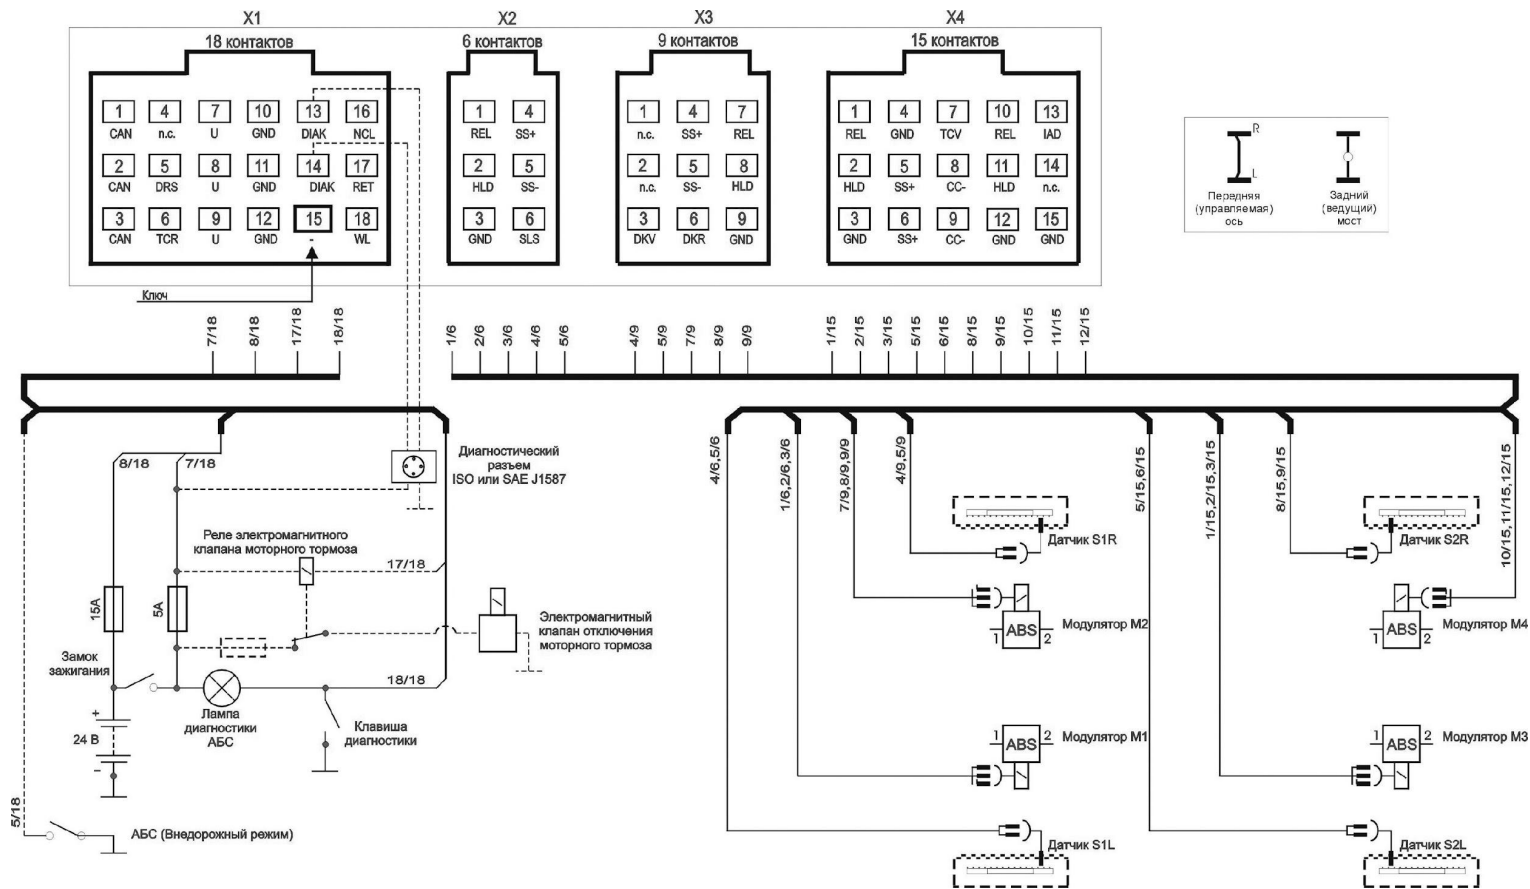 X1
X2
X3
X4
18 контактов
6 контактов
9 контактов
15 контактов
1 4 7 10 13 16
CAN n.c. U GND DIAK NCL
2 5 8 11 14 17
CAN DRS U GND DIAK RET
3 6 9 12 15 18
CAN TCR U GND - WL
Ключ
1 4
REL SS+
2 5
HLD SS-
3 6
GND SLS
1 4 7
n.c. SS+ REL
2 5 8
n.c. SS- HLD
3 6 9
DKV DKR GND
1 4 7 10 13
REL GND TCV REL IAD
2 5 8 11 14
HLD SS+ CC- HLD n.c.
3 6 9 12 15
GND SS+ CC- GND GND
R
L
Передняя
(управляемая)
ось
Задний
(ведущий)
мост
7/18
8/18
17/18
18/18
1/6
2/6
3/6
4/6
5/6
4/9
5/9
7/9
8/9
9/9
1/15
2/15
3/15
5/15
6/15
8/15
9/15
10/15
11/15
12/15
8/18
7/18
Диагностический
разъем
ISO или SAE J1587
Реле электромагнитного
клапана моторного тормоза
17/18
15А
5А
Электромагнитный
клапан отключения
моторного тормоза
Замок
зажигания
18/18
+
24 В
−
Лампа
диагностики
АБС
Клавиша
диагностики
5/18
АБС (Внедорожный режим)
4/6,5/6
1/6,2/6,3/6
7/9,8/9,9/9
4/9,5/9
5/15,6/15
1/15,2/15,3/15
8/15,9/15
10/15,11/15,12/15
Датчик S1R
Датчик S2R
1 ABS 2
Модулятор M2
1 ABS 2
Модулятор M4
1 ABS 2
Модулятор M1
1 ABS 2
Модулятор M3
Датчик S1L
Датчик S2L